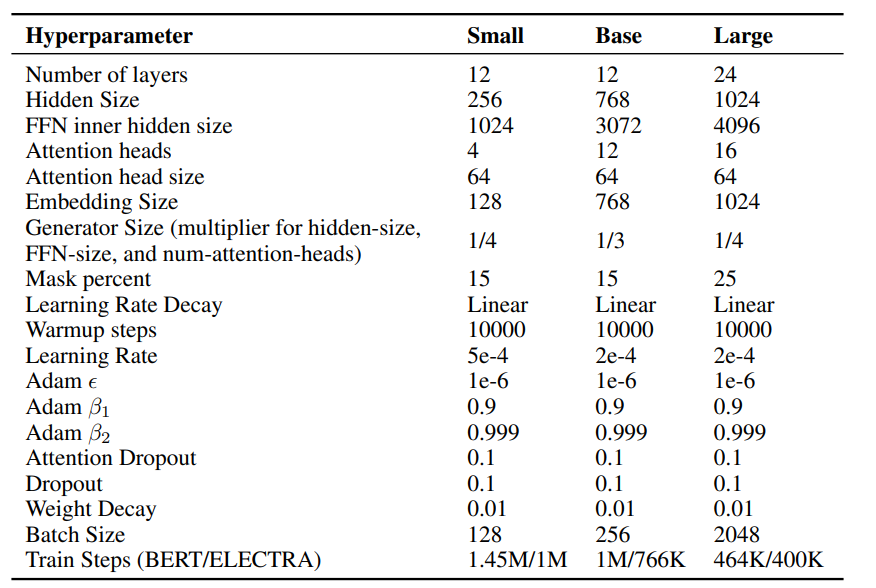 Hyperparameter Small Base Large
Number of layers 12 12 24
Hidden Size 256 768 1024
FFN inner hidden size 1024 3072 4096
Attention heads 4 12 16
Attention head size 64 64 64
Embedding Size 128 768 1024
Generator Size (multiplier for hidden-size,
FFN-size, and num-attention-heads) 1/4 1/3 1/4
Mask percent 15 15 25
Learning Rate Decay Linear Linear Linear
Warmup steps 10000 10000 10000
Learning Rate 5e-4 2e-4 2e-4
Adam ϵ 1e-6 1e-6 1e-6
Adam β₁ 0.9 0.9 0.9
Adam β₂ 0.999 0.999 0.999
Attention Dropout 0.1 0.1 0.1
Dropout 0.1 0.1 0.1
Weight Decay 0.01 0.01 0.01
Batch Size 128 256 2048
Train Steps (BERT/ELECTRA) 1.45M/1M 1M/766K 464K/400K